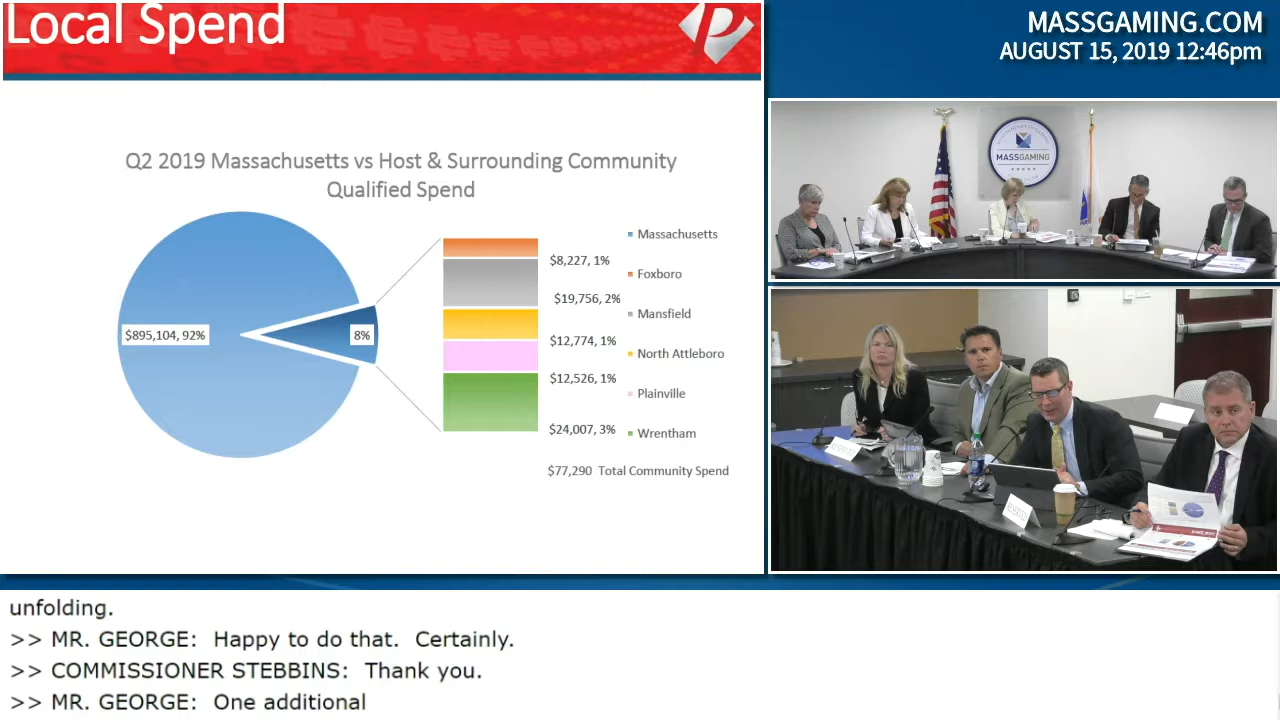 Local Spend
MASSGAMING.COM
AUGUST 15, 2019 12:46pm
Q2 2019 Massachusetts vs Host & Surrounding Community
Qualified Spend
$895,104, 92%
8%
$8,227, 1%
$19,756, 2%
$12,774, 1%
$12,526, 1%
$24,007, 3%
Massachusetts
Foxboro
Mansfield
North Attleboro
Plainville
Wrentham
$77,290 Total Community Spend
MASSGAMING
unfolding.
>> MR. GEORGE: Happy to do that. Certainly.
>> COMMISSIONER STEBBINS: Thank you.
>> MR. GEORGE: One additional